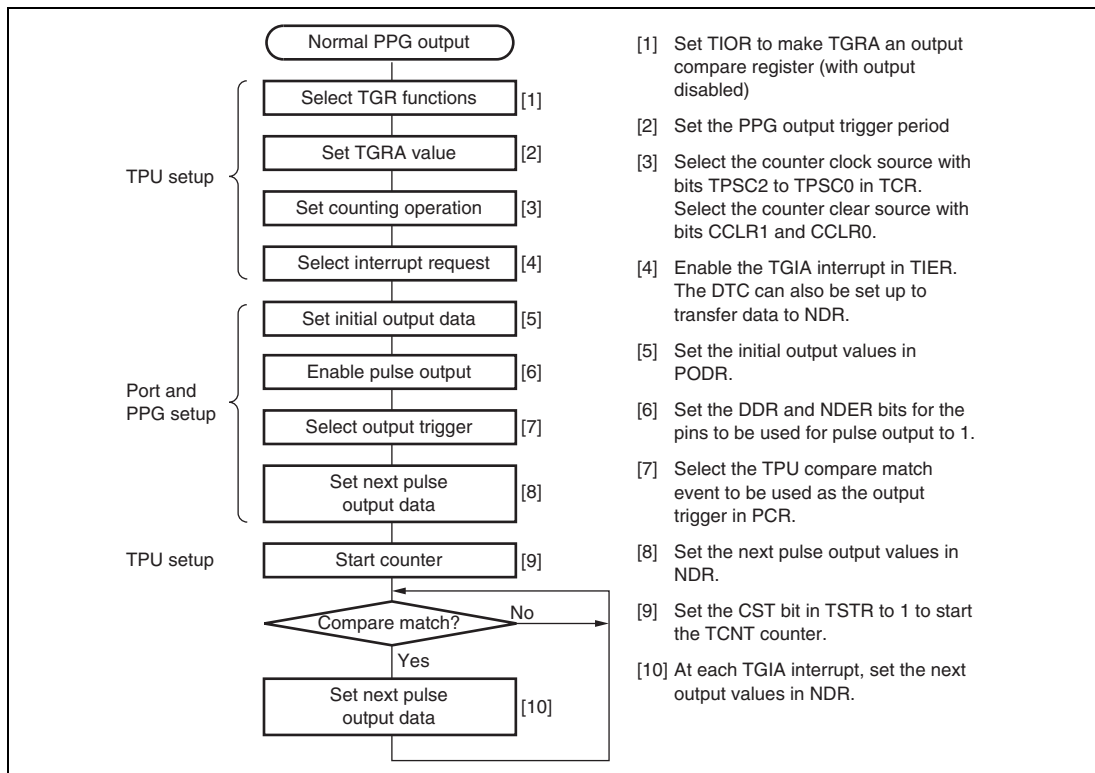 Normal PPG output
Select TGR functions [1]
Set TGRA value [2]
TPU setup
Set counting operation [3]
Select interrupt request [4]
Set initial output data [5]
Enable pulse output [6]
Port and
PPG setup
Select output trigger [7]
Set next pulse
output data [8]
TPU setup
Start counter [9]
Compare match?
No
Yes
Set next pulse
output data [10]
[1] Set TIOR to make TGRA an output
compare register (with output
disabled)
[2] Set the PPG output trigger period
[3] Select the counter clock source with
bits TPSC2 to TPSC0 in TCR.
Select the counter clear source with
bits CCLR1 and CCLR0.
[4] Enable the TGIA interrupt in TIER.
The DTC can also be set up to
transfer data to NDR.
[5] Set the initial output values in
PODR.
[6] Set the DDR and NDER bits for the
pins to be used for pulse output to 1.
[7] Select the TPU compare match
event to be used as the output
trigger in PCR.
[8] Set the next pulse output values in
NDR.
[9] Set the CST bit in TSTR to 1 to start
the TCNT counter.
[10] At each TGIA interrupt, set the next
output values in NDR.